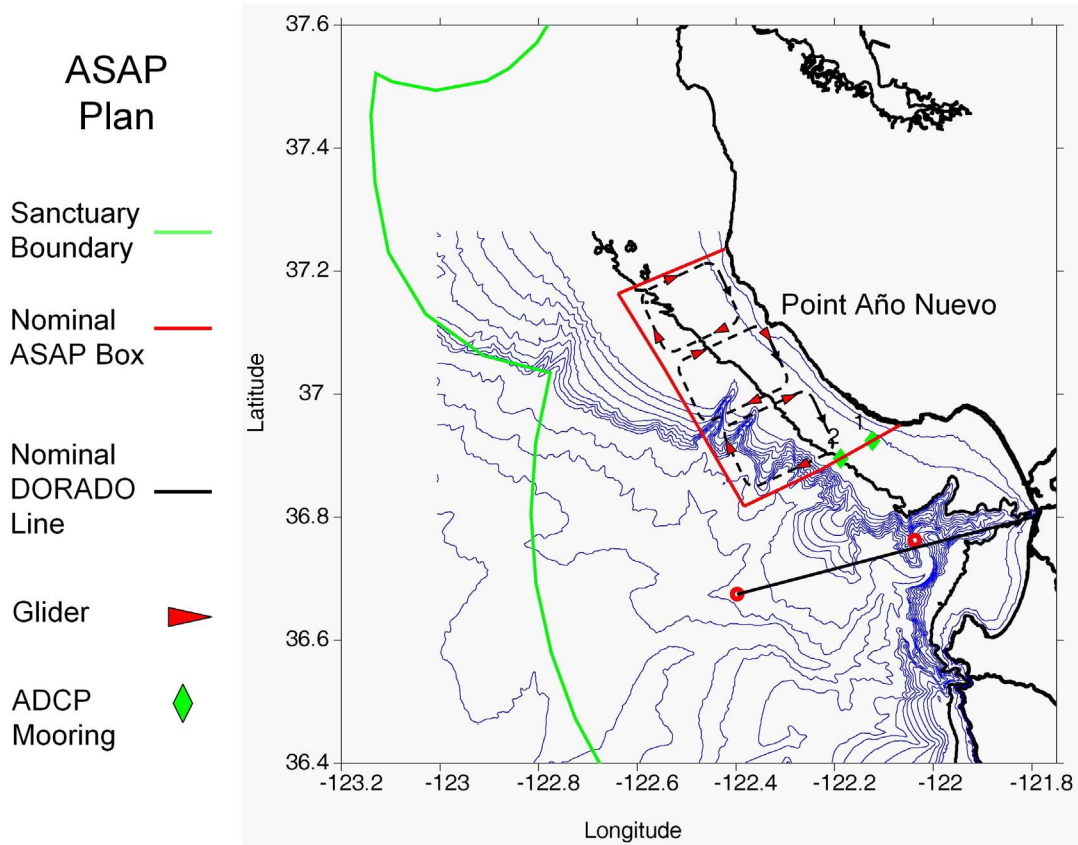 ASAP
Plan
Sanctuary
Boundary
Nominal
ASAP Box
Nominal
DORADO
Line
Glider
ADCP
Mooring
37.6
37.4
37.2
37
36.8
36.6
36.4
Latitude
Point Año Nuevo
1
2
-123.2
-123
-122.8
-122.6
-122.4
-122.2
-122
-121.8
Longitude